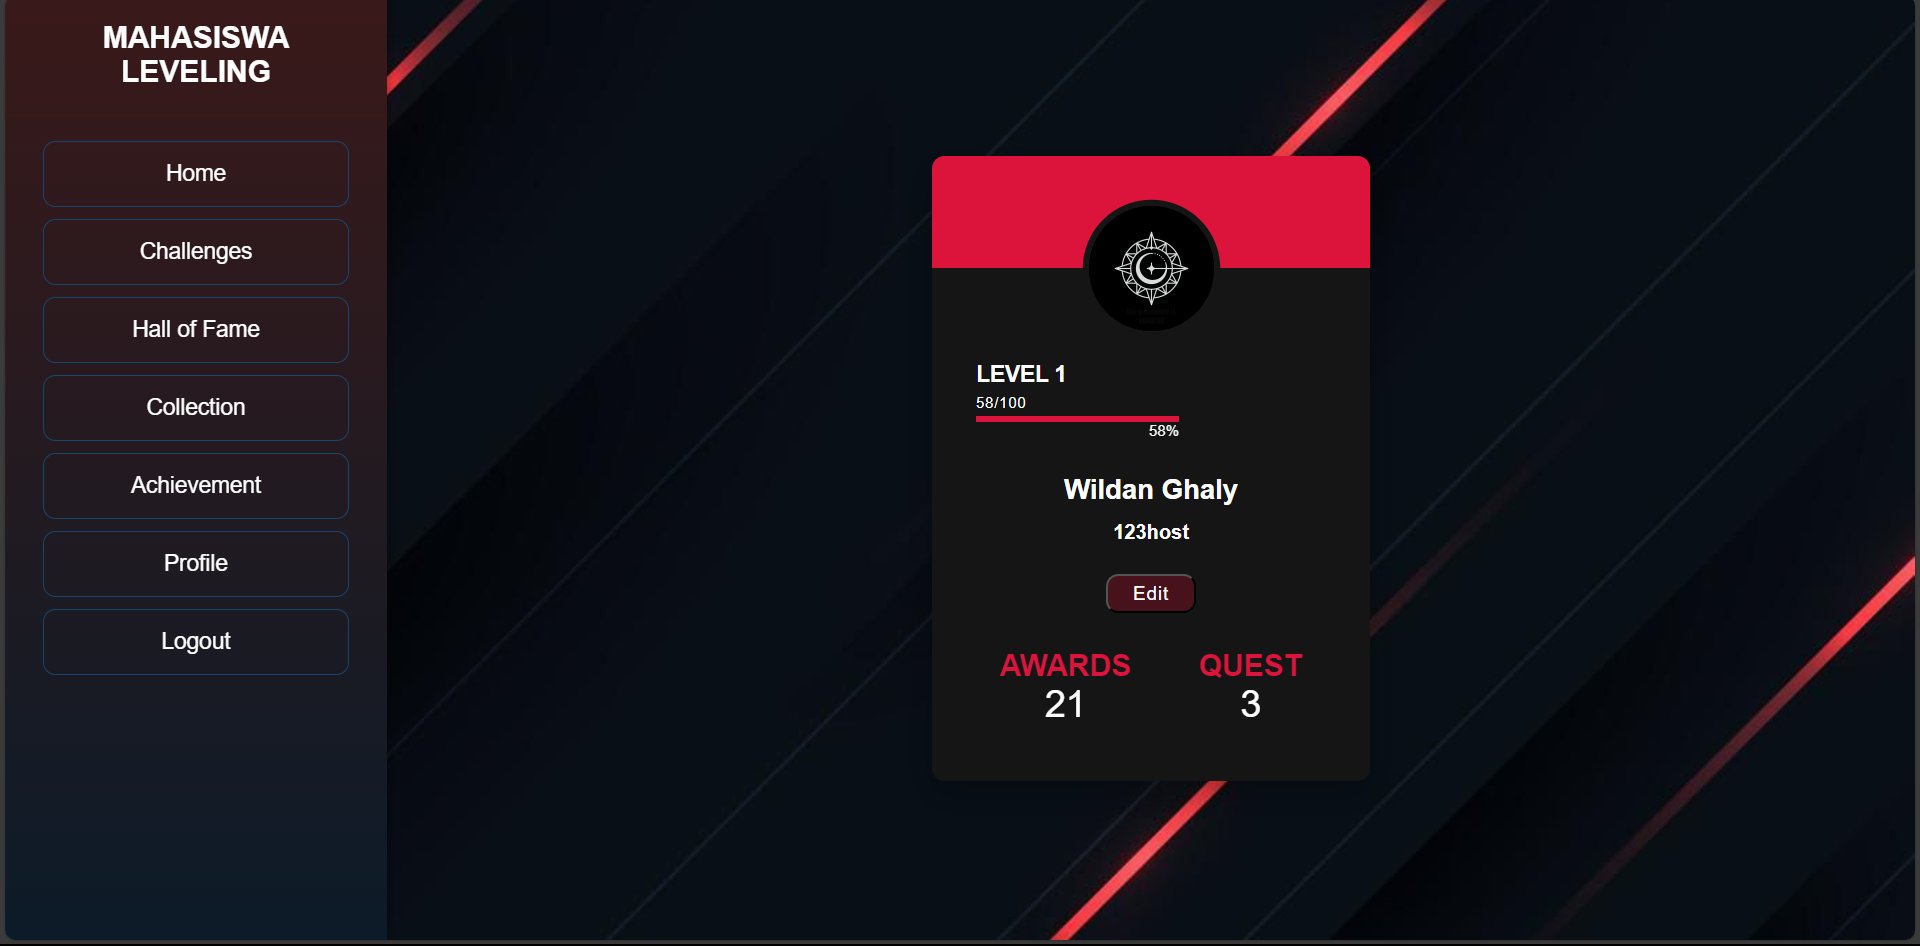 MAHASISWA
LEVELING
Home
Challenges
Hall of Fame
Collection
Achievement
Profile
Logout
LEVEL 1
58/100
58%
Wildan Ghaly
123host
Edit
AWARDS
21
QUEST
3